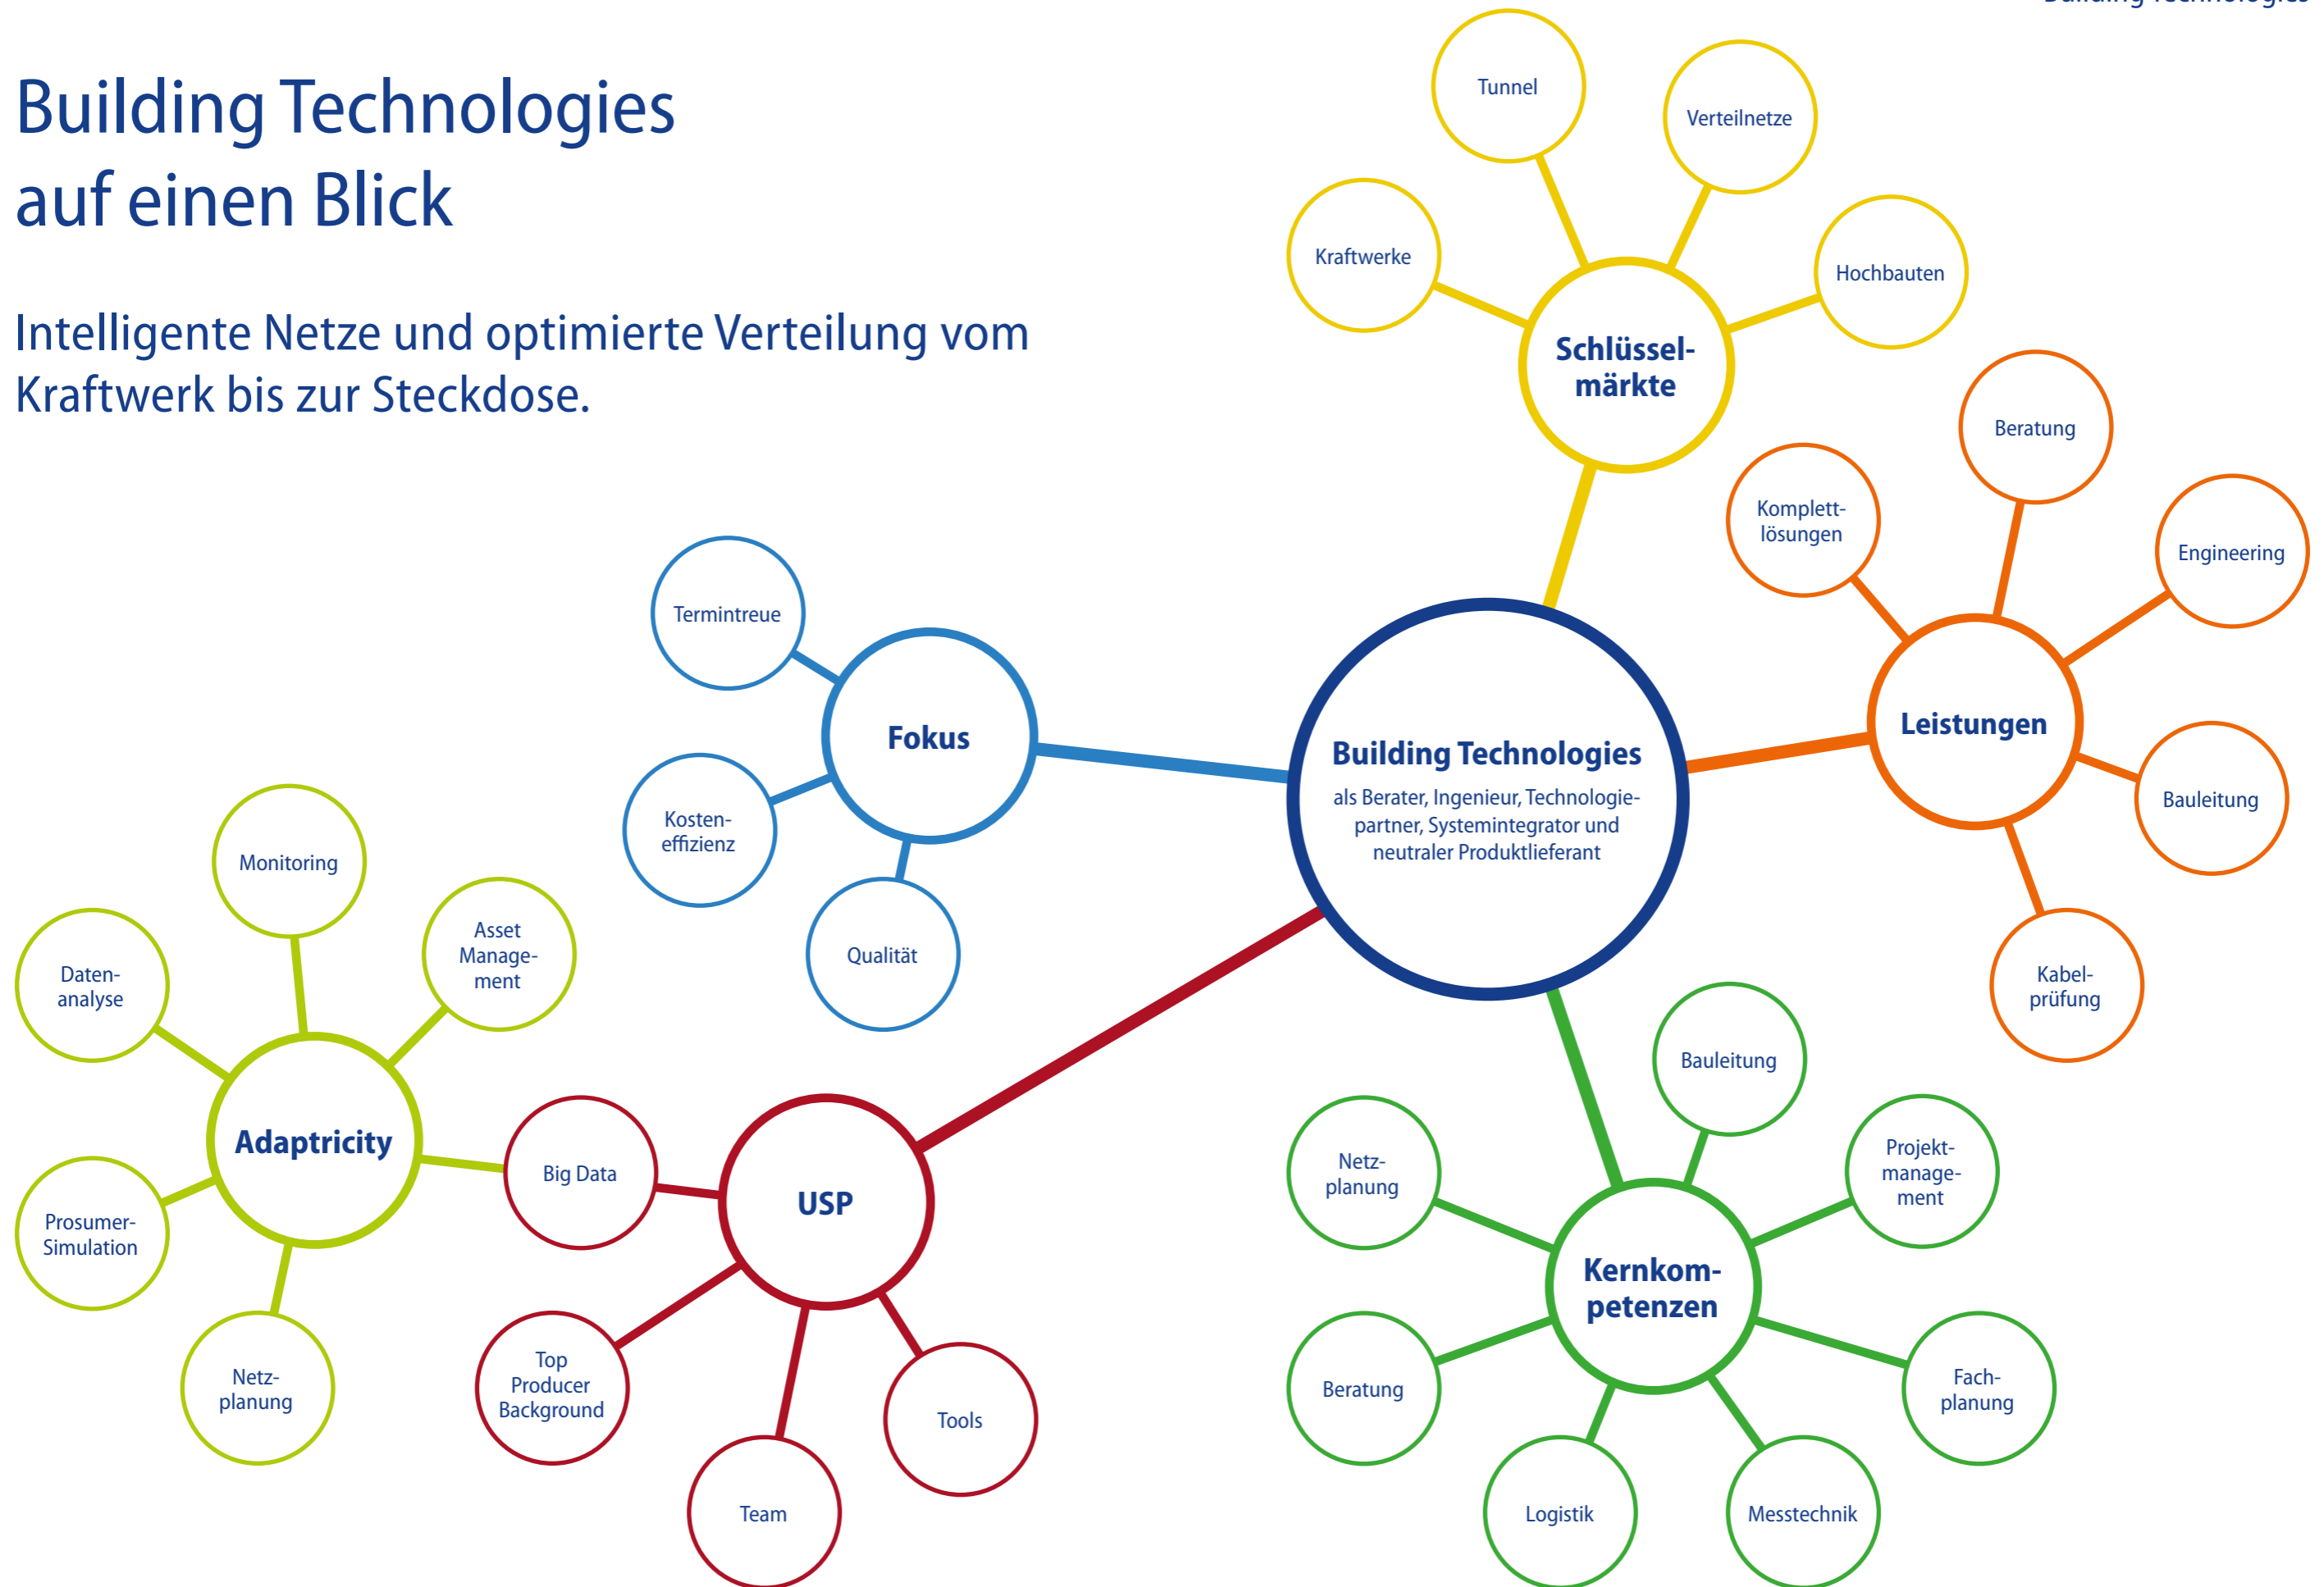 Building Technologies
Building Technologies
auf einen Blick
Intelligente Netze und optimierte Verteilung vom
Kraftwerk bis zur Steckdose.
Tunnel
Verteilnetze
Kraftwerke
Hochbauten
Schlüssel-
märkte
Beratung
Komplett-
lösungen
Engineering
Leistungen
Bauleitung
Kabel-
prüfung
Termintreue
Fokus
Kosten-
effizienz
Qualität
Building Technologies
als Berater, Ingenieur, Technologie-
partner, Systemintegrator und
neutraler Produktlieferant
Monitoring
Asset
Manage-
ment
Daten-
analyse
Adaptricity
Prosumer-
Simulation
Netz-
planung
Big Data
USP
Top
Producer
Background
Team
Tools
Bauleitung
Netz-
planung
Projekt-
manage-
ment
Kernkom-
petenzen
Beratung
Fach-
planung
Logistik
Messtechnik